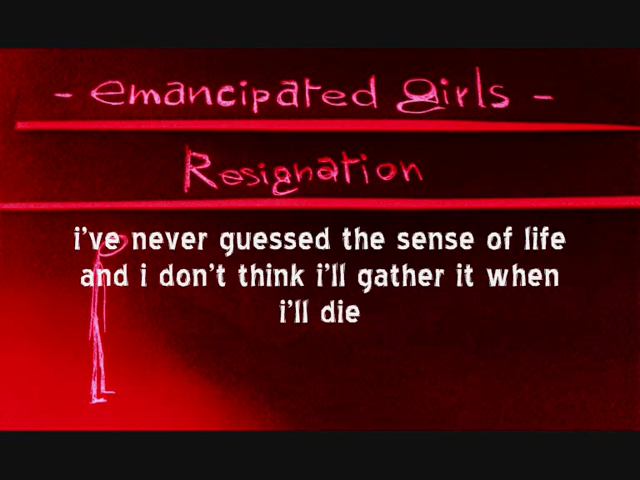 - emancipated girls -
Resignation
i've never guessed the sense of life
and i don't think i'll gather it when
i'll die